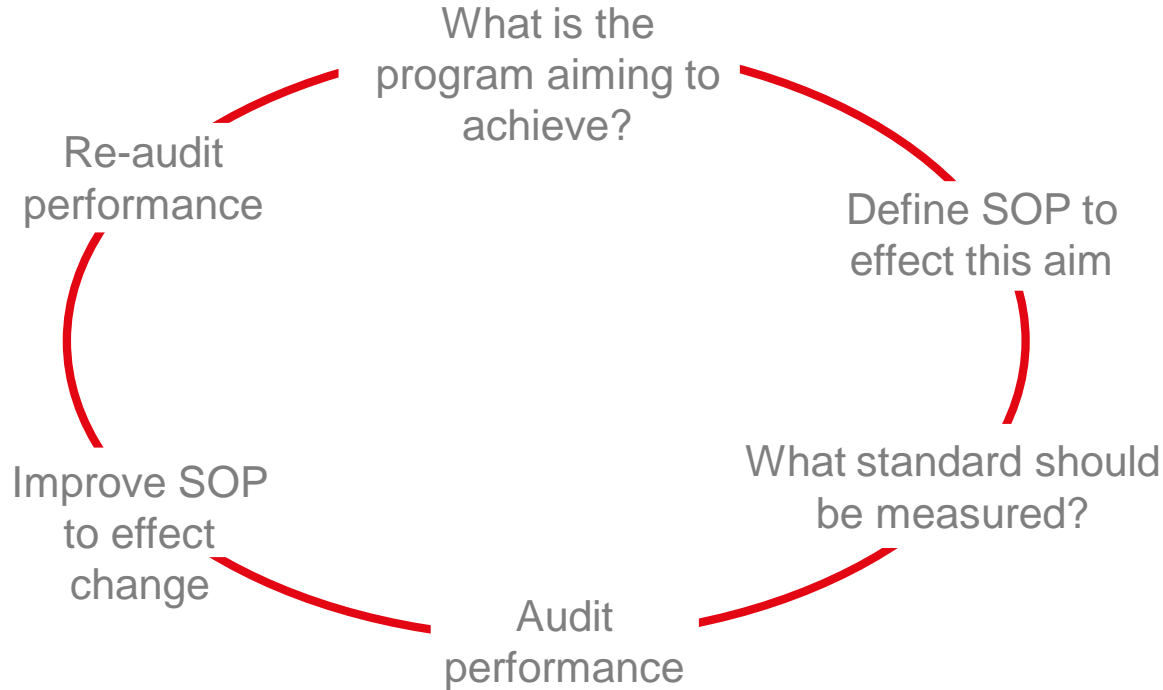 What is the
program aiming to
achieve?
Define SOP to
effect this aim
What standard should
be measured?
Audit
performance
Improve SOP
to effect
change
Re-audit
performance